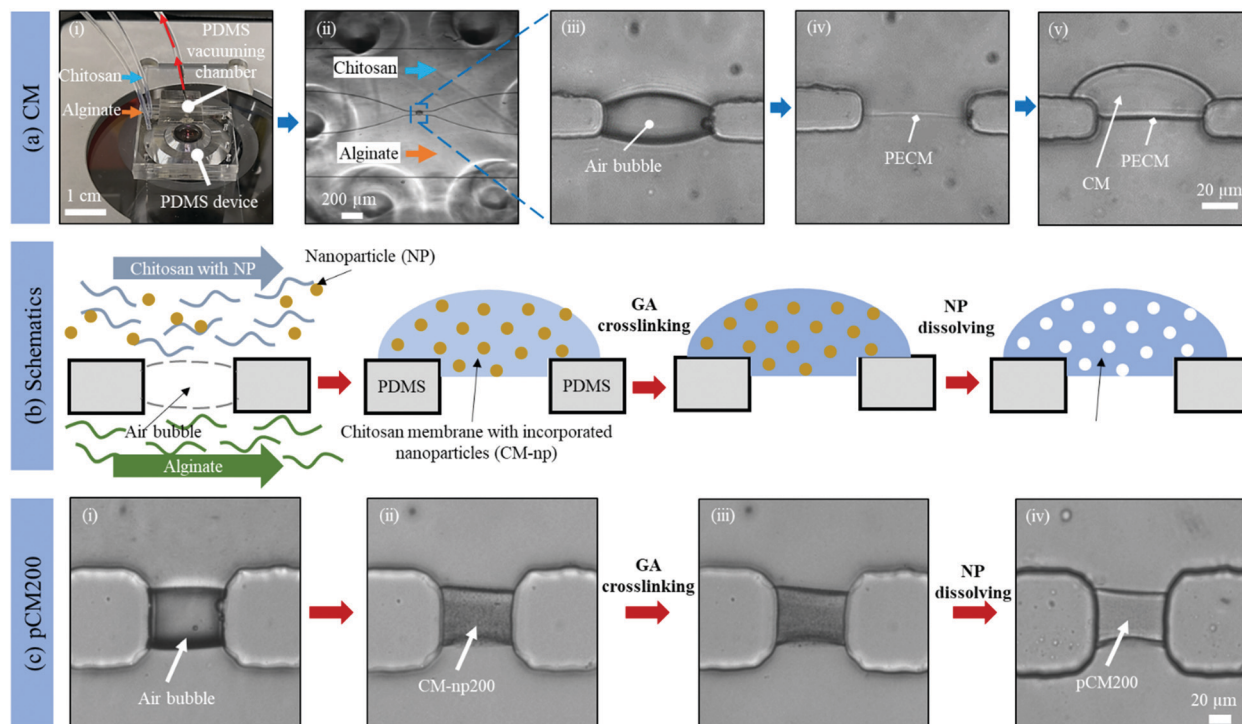 (a) CM
(i)
PDMS
vacuuming
chamber
Chitosan
Alginate
PDMS device
1 cm
(ii)
Chitosan
Alginate
200 µm
(iii)
Air bubble
(iv)
PECM
(v)
PECM
CM
20 µm
(b) Schematics
Chitosan with NP
Nanoparticle (NP)
Air bubble
Alginate
PDMS
PDMS
Chitosan membrane with incorporated
nanoparticles (CM-np)
GA
crosslinking
NP
dissolving
(c) pCM200
(i)
Air bubble
(ii)
CM-np200
GA
crosslinking
(iii)
NP
dissolving
(iv)
pCM200
20 µm